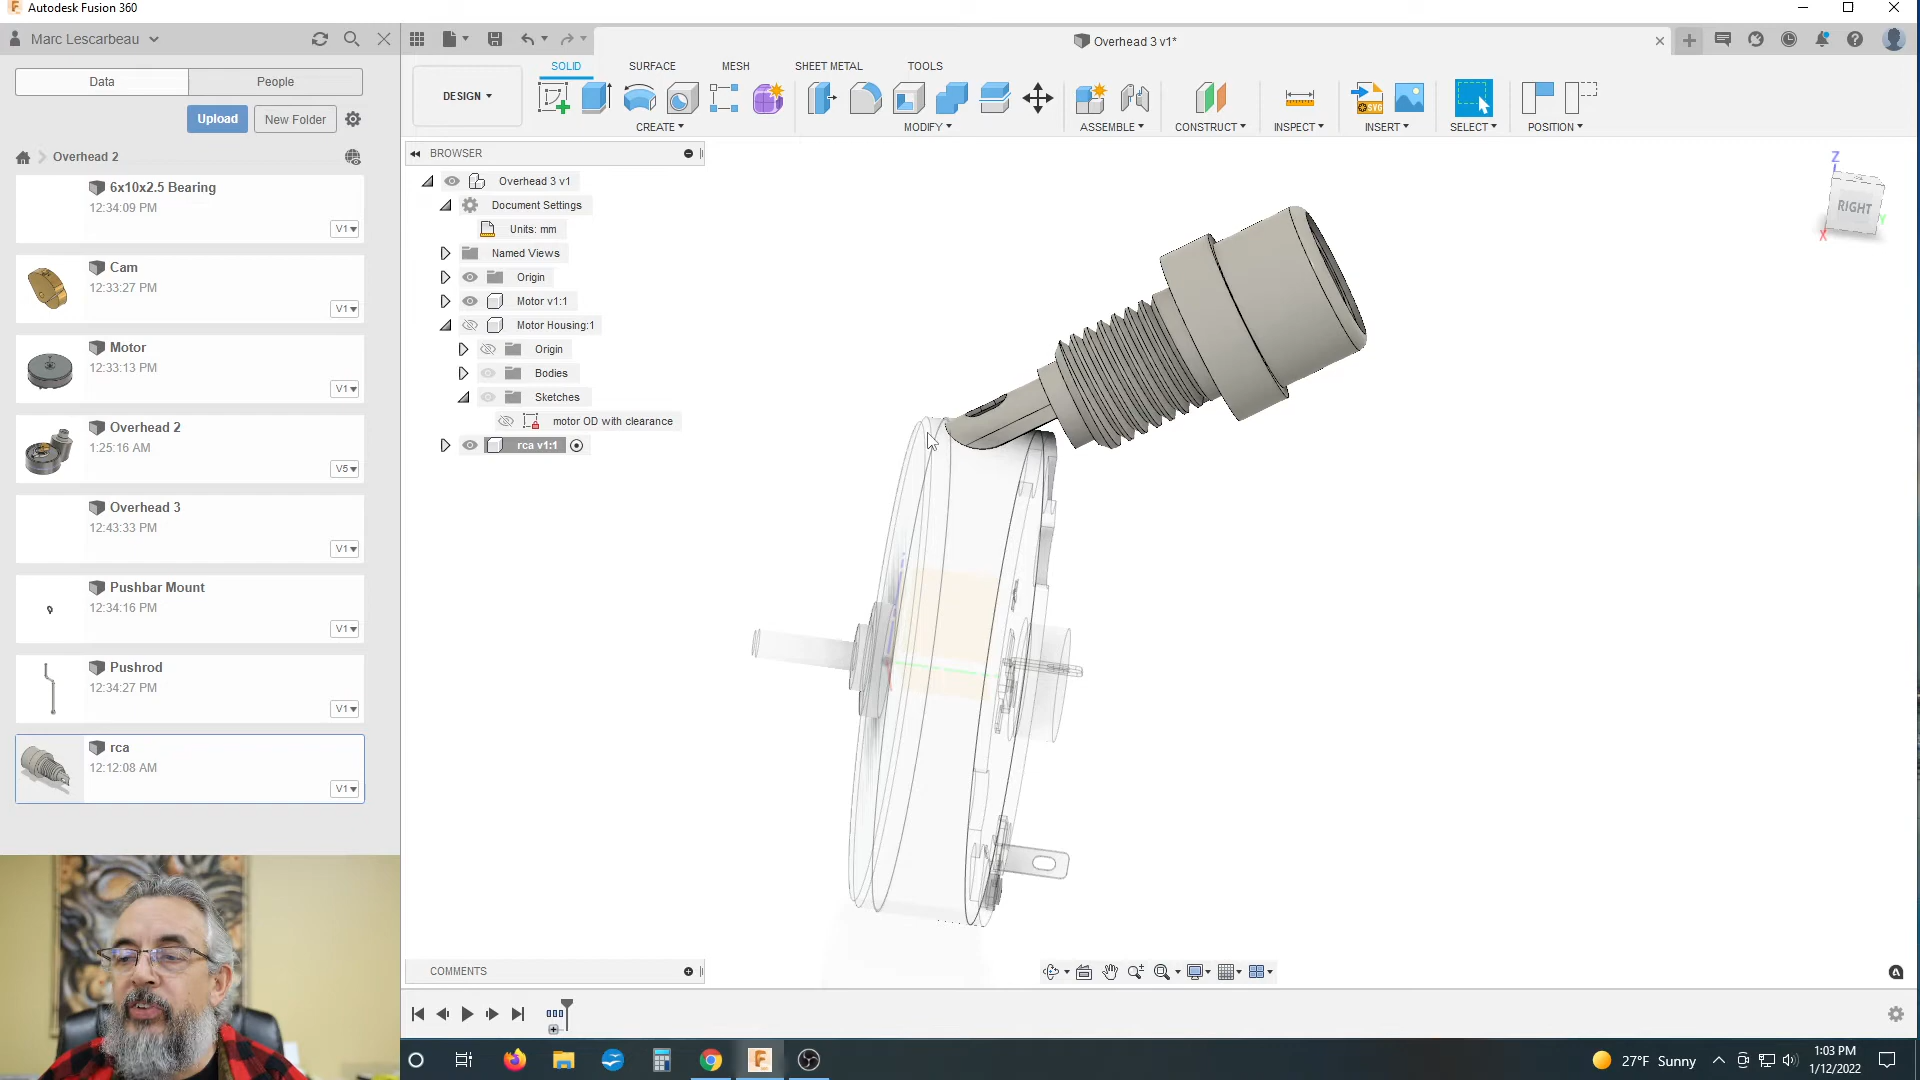 Autodesk Fusion 360
Marc Lescarbeau
Data
People
Upload
New Folder
Overhead 2
6x10x2.5 Bearing
12:34:09 PM
V1
Cam
12:33:27 PM
V1
Motor
12:33:13 PM
V1
Overhead 2
1:25:16 AM
V5
Overhead 3
12:43:33 PM
V1
Pushbar Mount
12:34:16 PM
V1
Pushrod
12:34:27 PM
V1
rca
12:12:08 AM
V1
Overhead 3 v1*
DESIGN
SOLID
SURFACE
MESH
SHEET METAL
TOOLS
CREATE
MODIFY
ASSEMBLE
CONSTRUCT
INSPECT
SVG
INSERT
SELECT
POSITION
BROWSER
Overhead 3 v1
Document Settings
Units: mm
Named Views
Origin
Motor v1:1
Motor Housing:1
Origin
Bodies
Sketches
motor OD with clearance
rca v1:1
Z
RIGHT
Y
X
COMMENTS
27°F Sunny
1:03 PM
1/12/2022